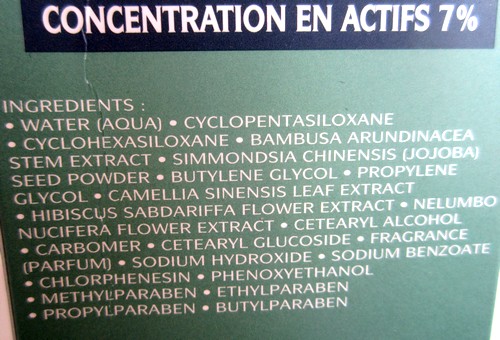 CONCENTRATION EN ACTIFS 7%
INGREDIENTS :
• WATER (AQUA) • CYCLOPENTASILOXANE
• CYCLOHEXASILOXANE • BAMBUSA ARUNDINACEA
STEM EXTRACT • SIMMONDSIA CHINENSIS (JOJOBA)
SEED POWDER • BUTYLENE GLYCOL • PROPYLENE
GLYCOL • CAMELLIA SINENSIS LEAF EXTRACT
• HIBISCUS SABDARIFFA FLOWER EXTRACT • NELUMBO
NUCIFERA FLOWER EXTRACT • CETEARYL ALCOHOL
• CARBOMER • CETEARYL GLUCOSIDE • FRAGRANCE
(PARFUM) • SODIUM HYDROXIDE • SODIUM BENZOATE
• CHLORPHENESIN • PHENOXYETHANOL
• METHYLPARABEN • ETHYLPARABEN
• PROPYLPARABEN • BUTYLPARABEN